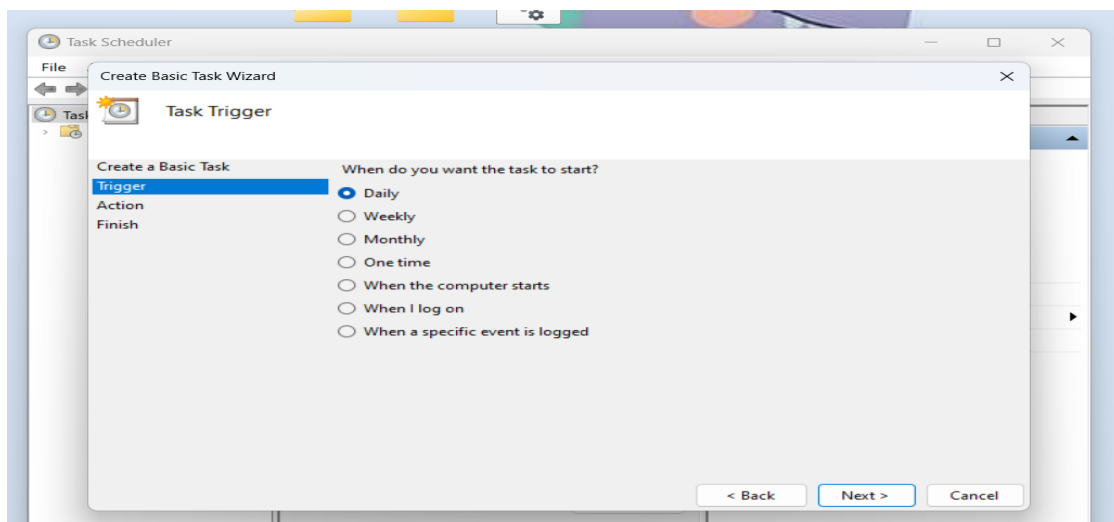 Task Scheduler
File
Create Basic Task Wizard
Task Trigger
Create a Basic Task
Trigger
Action
Finish
When do you want the task to start?
Daily
Weekly
Monthly
One time
When the computer starts
When I log on
When a specific event is logged
< Back
Next >
Cancel